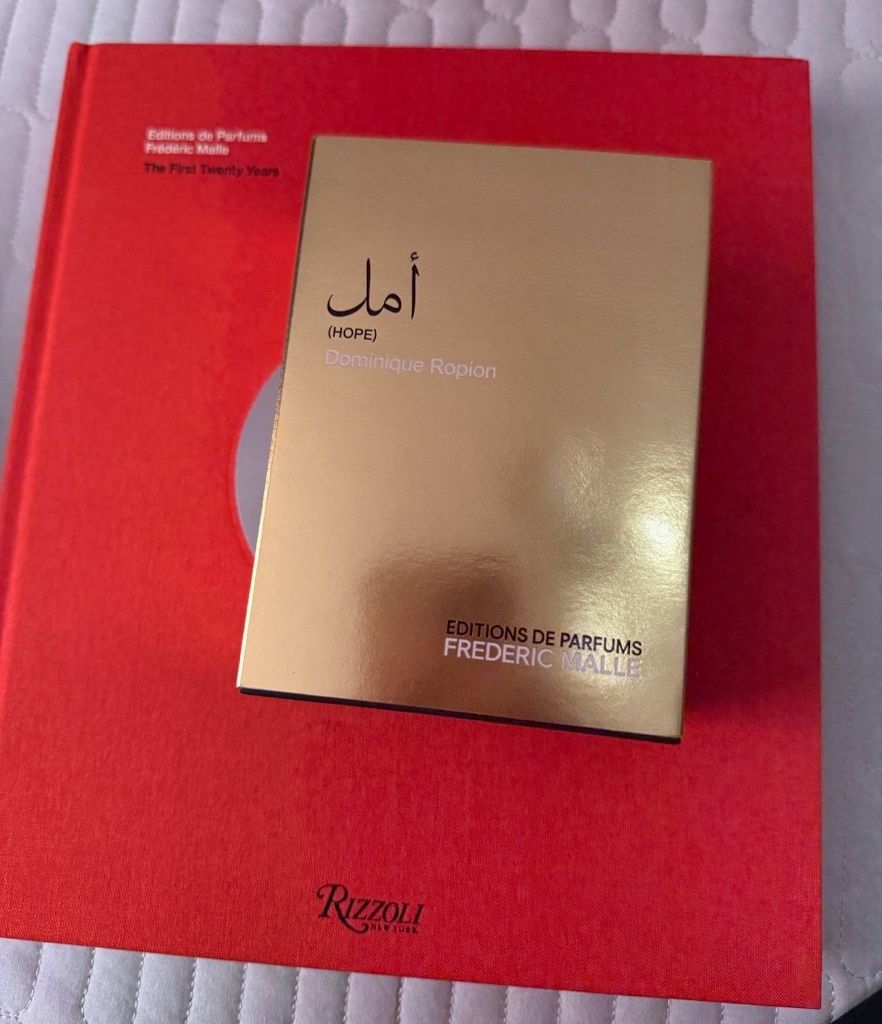 Editions de Parfums
Frédéric Malle
The First Twenty Years
أمل
(HOPE)
Dominique Ropion
EDITIONS DE PARFUMS
FREDERIC MALLE
RIZZOLI
NEW YORK